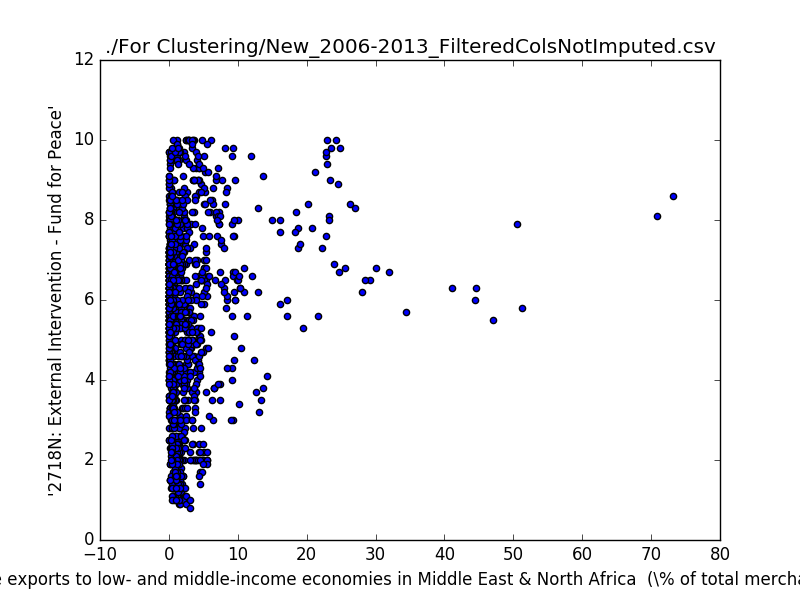 ./For Clustering/New_2006-2013_FilteredColsNotImputed.csv
12
10
8
6
4
2
0
'2718N: External Intervention - Fund for Peace'
−10 0 10 20 30 40 50 60 70 80
exports to low- and middle-income economies in Middle East & North Africa (\% of total